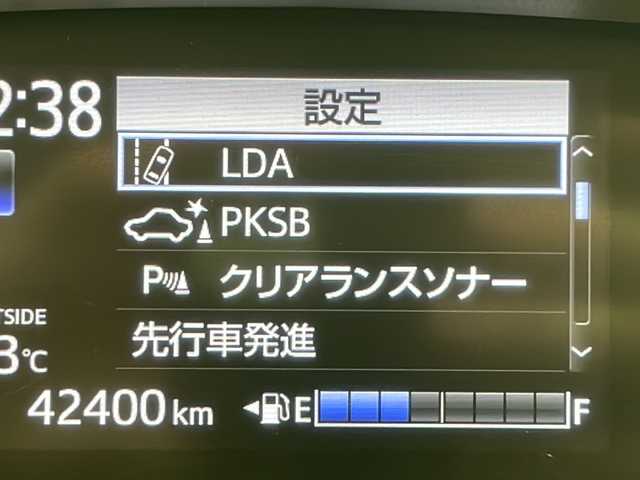 2:38
設定
LDA
PKSB
P クリアランスソナー
TSIDE
先行車発進
3℃
42400 km
E F